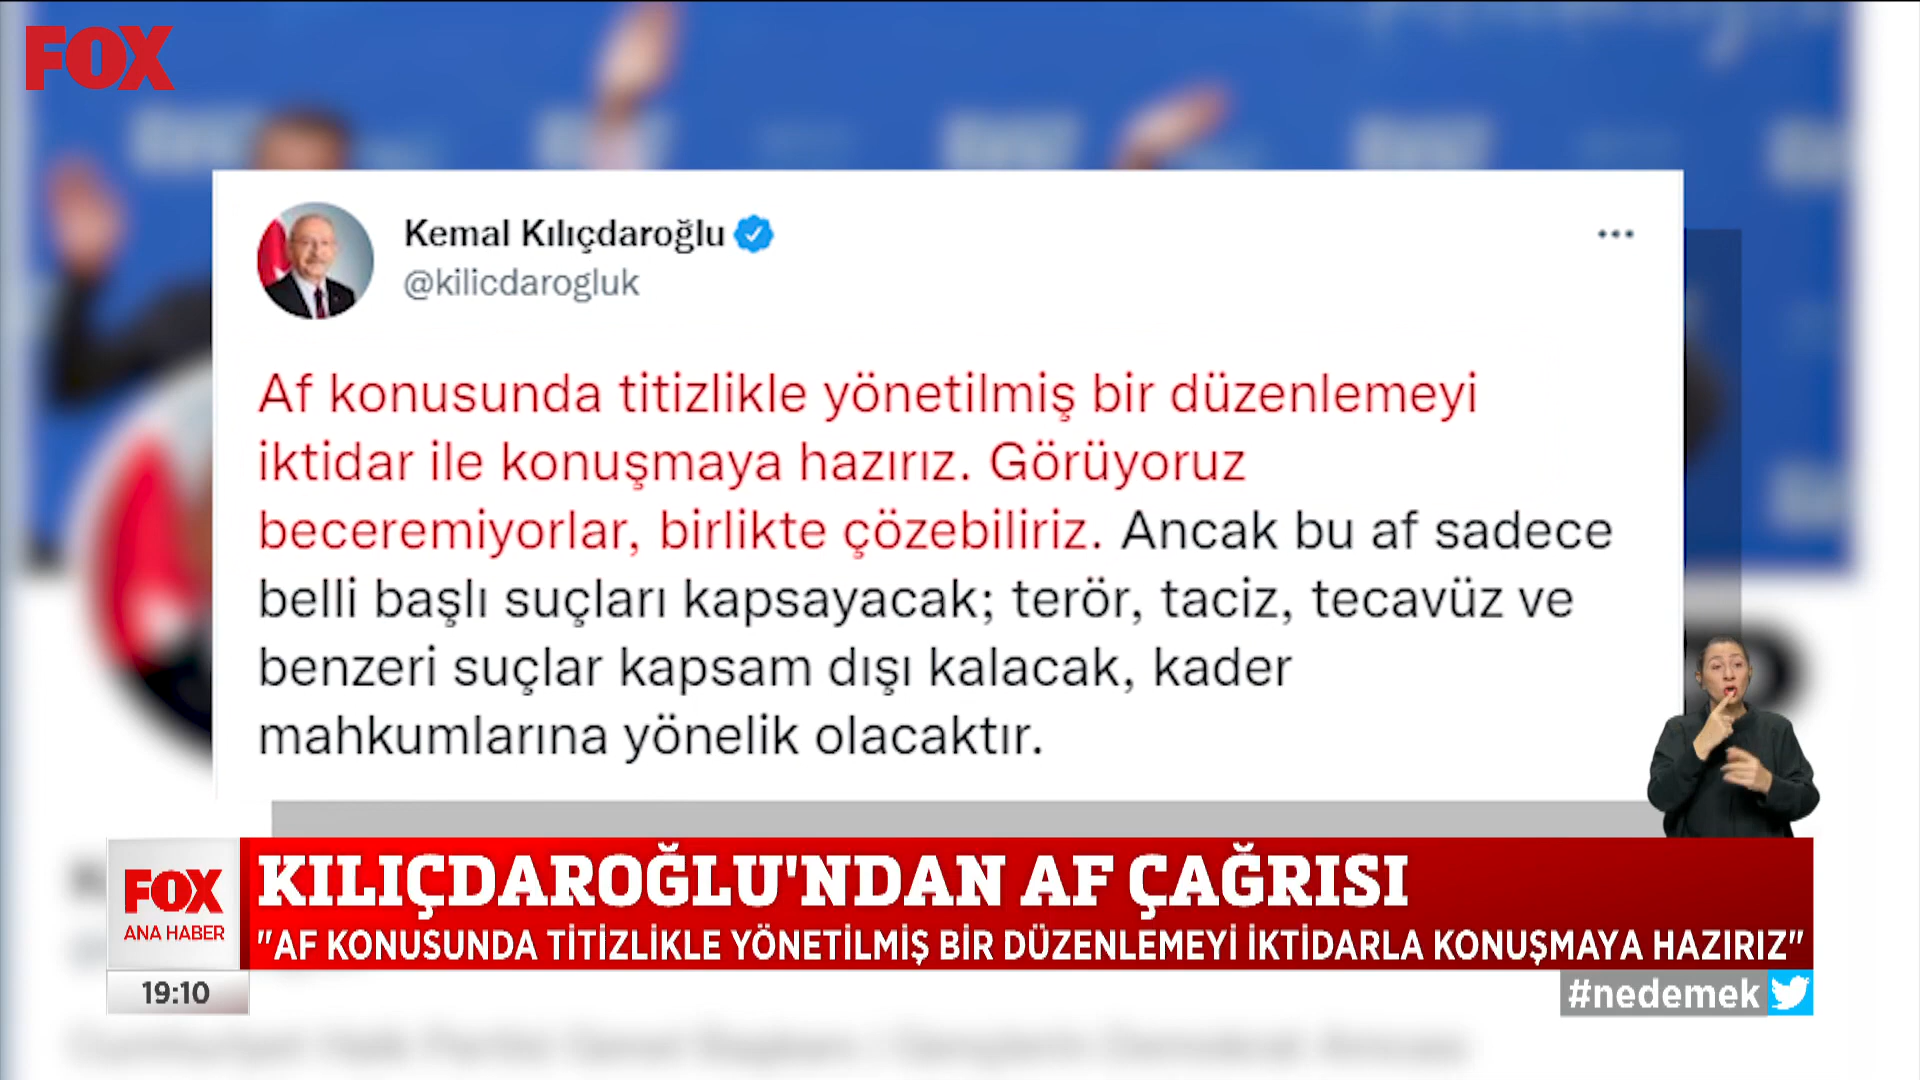 FOX
Kemal Kılıçdaroğlu
@kilicdarogluk
Af konusunda titizlikle yönetilmiş bir düzenlemeyi
iktidar ile konuşmaya hazırız. Görüyoruz
beceremiyorlar, birlikte çözebiliriz. Ancak bu af sadece
belli başlı suçları kapsayacak; terör, taciz, tecavüz ve
benzeri suçlar kapsam dışı kalacak, kader
mahkumlarına yönelik olacaktır.
FOX
ANA HABER
KILIÇDAROĞLU'NDAN AF ÇAĞRISI
"AF KONUSUNDA TİTİZLİKLE YÖNETİLMİŞ BİR DÜZENLEMEYİ İKTİDARLA KONUŞMAYA HAZIRIZ"
19:10
#nedemek